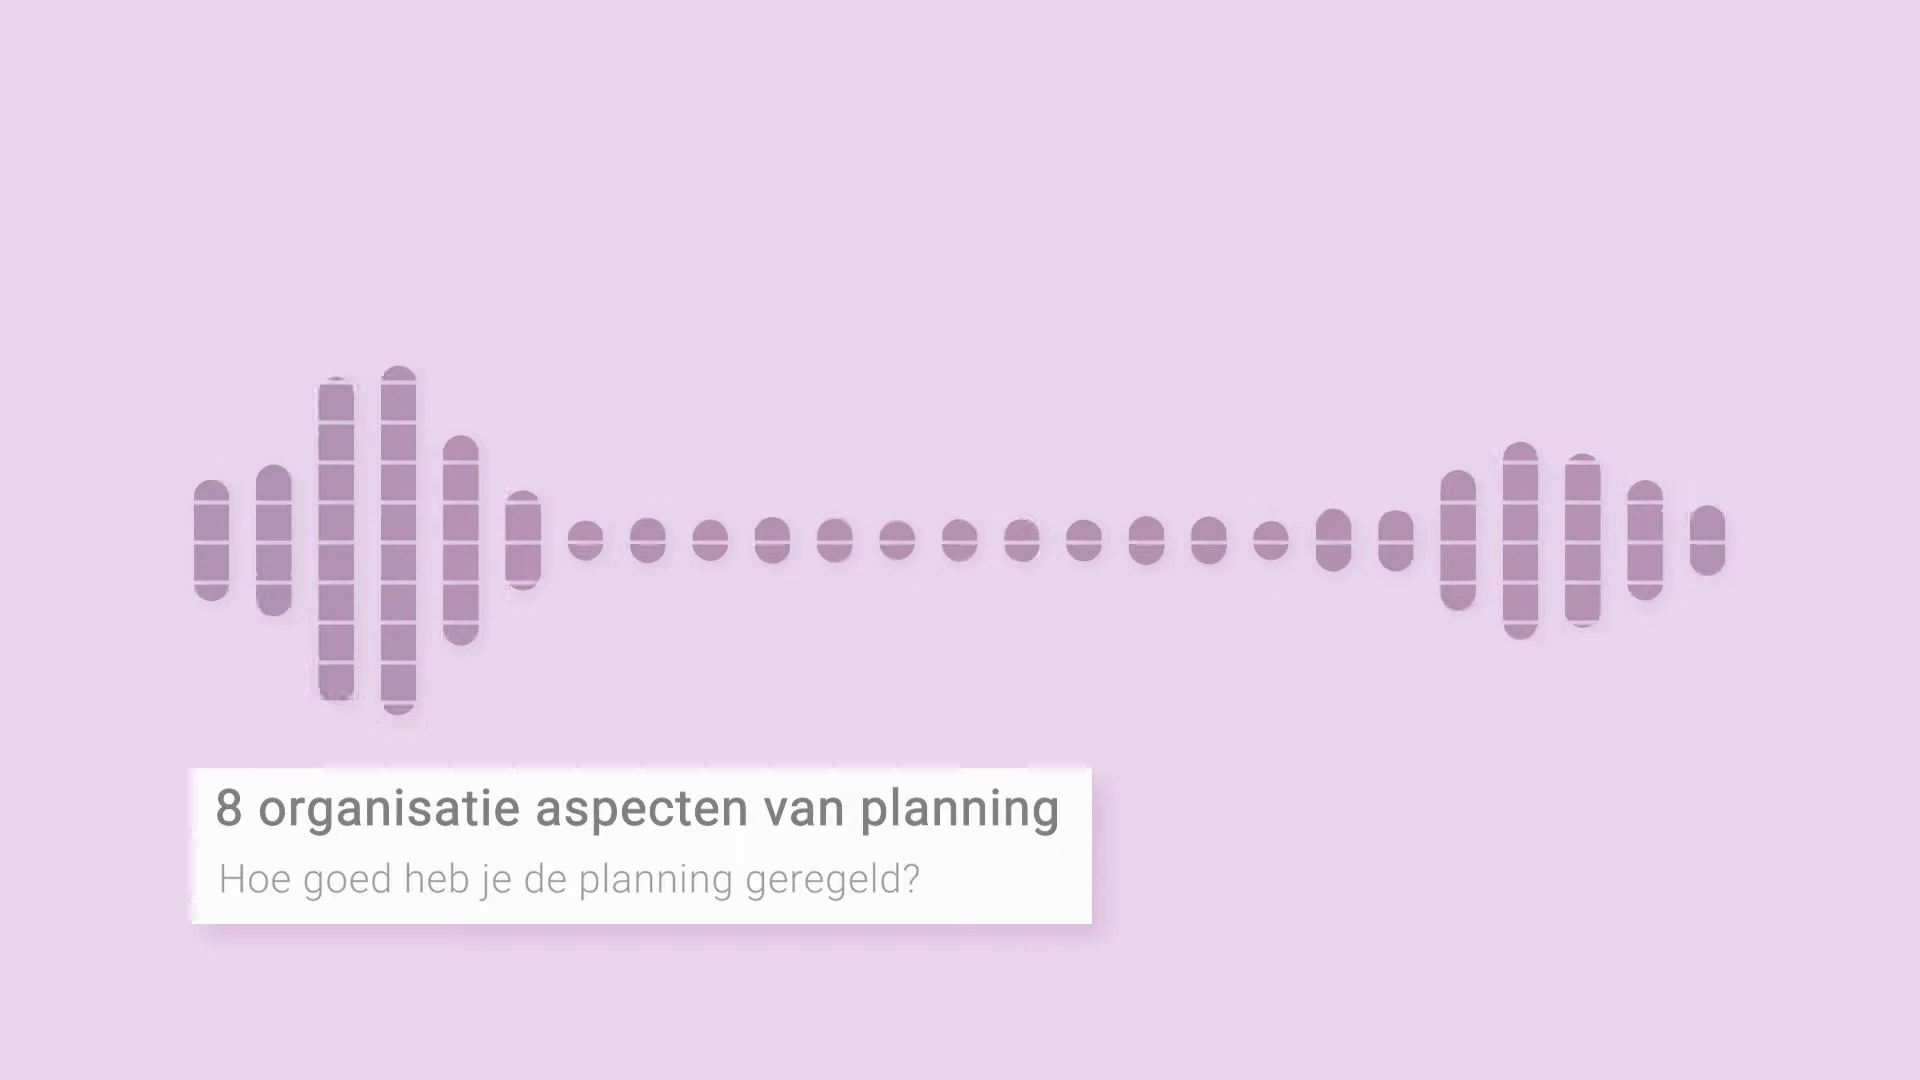 8 organisatie aspecten van planning
Hoe goed heb je de planning geregeld?